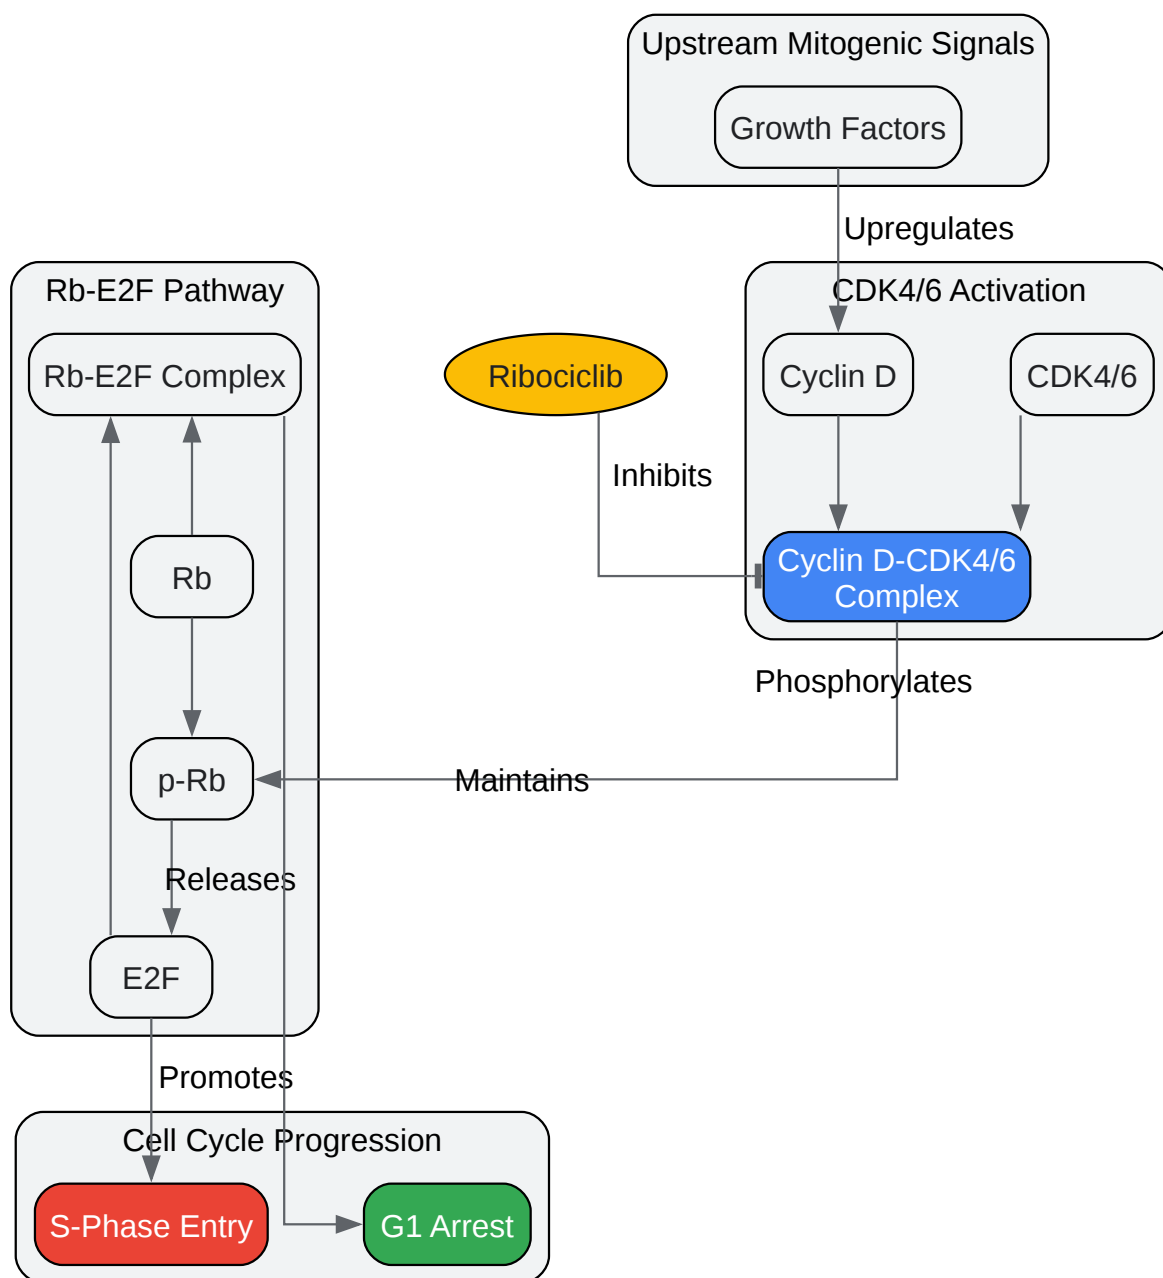 Upstream Mitogenic Signals
Growth Factors
Upregulates
Rb-E2F Pathway
CDK4/6 Activation
Rb-E2F Complex
Ribociclib
Cyclin D
CDK4/6
Inhibits
Rb
Cyclin D-CDK4/6
Complex
Phosphorylates
p-Rb
Maintains
Releases
E2F
Promotes
Cell Cycle Progression
S-Phase Entry
G1 Arrest